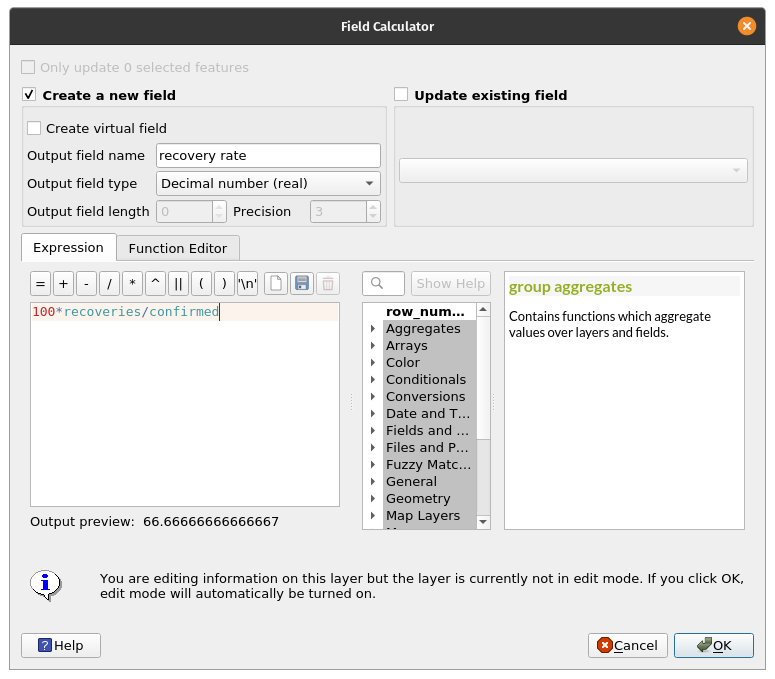 Field Calculator
Only update 0 selected features
Create a new field
Update existing field
Create virtual field
Output field name recovery rate
Output field type Decimal number (real)
Output field length 0 Precision 3
Expression Function Editor
= + - / * ^ || ( ) '\n' Show Help
100*recoveries/confirmed
row_num...
Aggregates
Arrays
Color
Conditionals
Conversions
Date and T...
Fields and ...
Files and P...
Fuzzy Matc...
General
Geometry
Map Layers
group aggregates
Contains functions which aggregate
values over layers and fields.
Output preview: 66.66666666666667
You are editing information on this layer but the layer is currently not in edit mode. If you click OK,
edit mode will automatically be turned on.
Help Cancel OK